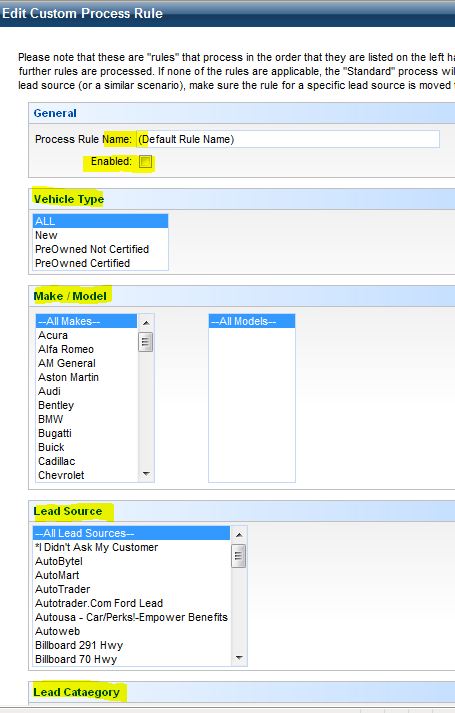 Edit Custom Process Rule
Please note that these are "rules" that process in the order that they are listed on the left
further rules are processed. If none of the rules are applicable, the "Standard" process
lead source (or a similar scenario), make sure the rule for a specific lead source is moved
General
Process Rule Name: (Default Rule Name)
Enabled:
Vehicle Type
ALL
New
PreOwned Not Certified
PreOwned Certified
Make / Model
--All Makes-- --All Models--
Acura
Alfa Romeo
AM General
Aston Martin
Audi
Bentley
BMW
Bugatti
Buick
Cadillac
Chevrolet
Lead Source
--All Lead Sources--
*I Didn't Ask My Customer
AutoBytel
AutoMart
AutoTrader
Autotrader.Com Ford Lead
Autousa - Car/Perks!-Empower Benefits
Autoweb
Billboard 291 Hwy
Billboard 70 Hwy
Lead Cataegory